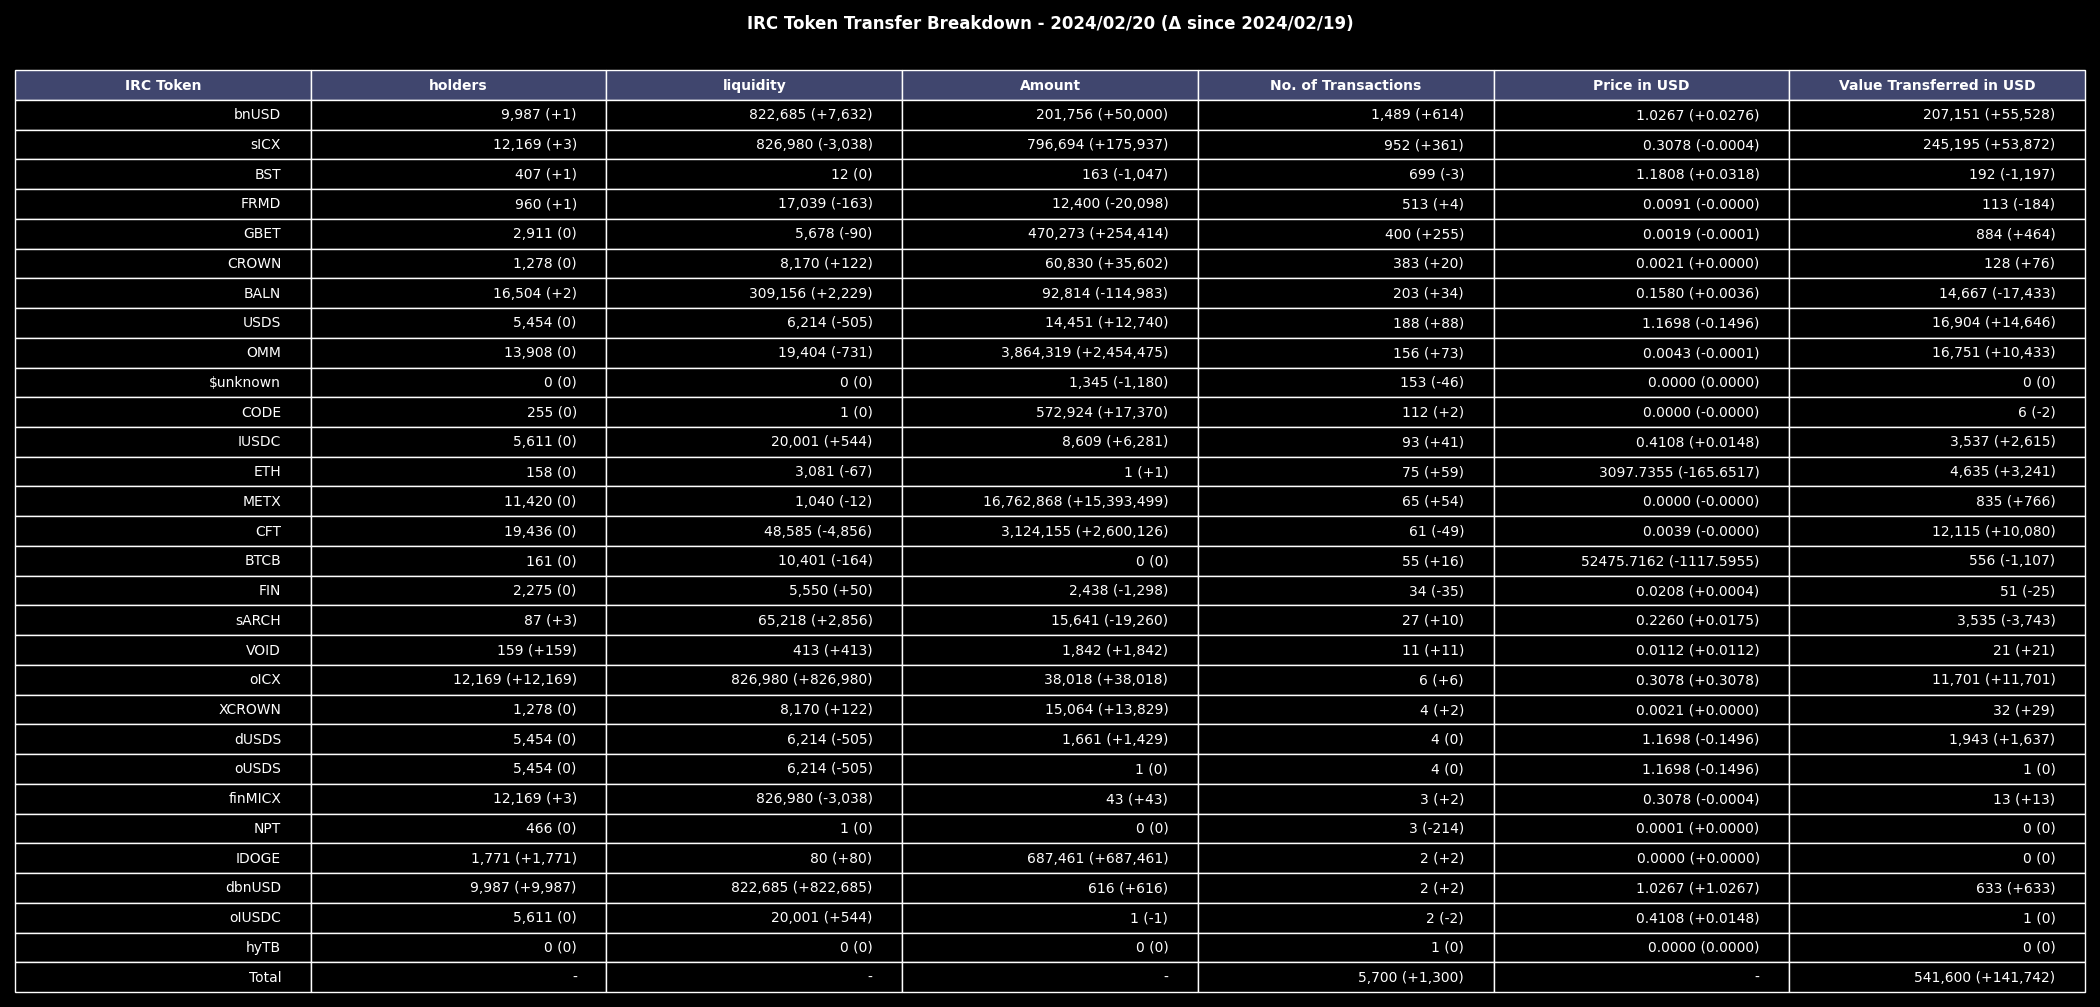 IRC Token Transfer Breakdown - 2024/02/20 (Δ since 2024/02/19)
IRC Token holders liquidity Amount No. of Transactions Price in USD Value Transferred in USD
bnUSD 9,987 (+1) 822,685 (+7,632) 201,756 (+50,000) 1,489 (+614) 1.0267 (+0.0276) 207,151 (+55,528)
sICX 12,169 (+3) 826,980 (-3,038) 796,694 (+175,937) 952 (+361) 0.3078 (-0.0004) 245,195 (+53,872)
BST 407 (+1) 12 (0) 163 (-1,047) 699 (-3) 1.1808 (+0.0318) 192 (-1,197)
FRMD 960 (+1) 17,039 (-163) 12,400 (-20,098) 513 (+4) 0.0091 (-0.0000) 113 (-184)
GBET 2,911 (0) 5,678 (-90) 470,273 (+254,414) 400 (+255) 0.0019 (-0.0001) 884 (+464)
CROWN 1,278 (0) 8,170 (+122) 60,830 (+35,602) 383 (+20) 0.0021 (+0.0000) 128 (+76)
BALN 16,504 (+2) 309,156 (+2,229) 92,814 (-114,983) 203 (+34) 0.1580 (+0.0036) 14,667 (-17,433)
USDS 5,454 (0) 6,214 (-505) 14,451 (+12,740) 188 (+88) 1.1698 (-0.1496) 16,904 (+14,646)
OMM 13,908 (0) 19,404 (-731) 3,864,319 (+2,454,475) 156 (+73) 0.0043 (-0.0001) 16,751 (+10,433)
$unknown 0 (0) 0 (0) 1,345 (-1,180) 153 (-46) 0.0000 (0.0000) 0 (0)
CODE 255 (0) 1 (0) 572,924 (+17,370) 112 (+2) 0.0000 (-0.0000) 6 (-2)
IUSDC 5,611 (0) 20,001 (+544) 8,609 (+6,281) 93 (+41) 0.4108 (+0.0148) 3,537 (+2,615)
ETH 158 (0) 3,081 (-67) 1 (+1) 75 (+59) 3097.7355 (-165.6517) 4,635 (+3,241)
METX 11,420 (0) 1,040 (-12) 16,762,868 (+15,393,499) 65 (+54) 0.0000 (-0.0000) 835 (+766)
CFT 19,436 (0) 48,585 (-4,856) 3,124,155 (+2,600,126) 61 (-49) 0.0039 (-0.0000) 12,115 (+10,080)
BTCB 161 (0) 10,401 (-164) 0 (0) 55 (+16) 52475.7162 (-1117.5955) 556 (-1,107)
FIN 2,275 (0) 5,550 (+50) 2,438 (-1,298) 34 (-35) 0.0208 (+0.0004) 51 (-25)
sARCH 87 (+3) 65,218 (+2,856) 15,641 (-19,260) 27 (+10) 0.2260 (+0.0175) 3,535 (-3,743)
VOID 159 (+159) 413 (+413) 1,842 (+1,842) 11 (+11) 0.0112 (+0.0112) 21 (+21)
oICX 12,169 (+12,169) 826,980 (+826,980) 38,018 (+38,018) 6 (+6) 0.3078 (+0.3078) 11,701 (+11,701)
XCROWN 1,278 (0) 8,170 (+122) 15,064 (+13,829) 4 (+2) 0.0021 (+0.0000) 32 (+29)
dUSDS 5,454 (0) 6,214 (-505) 1,661 (+1,429) 4 (0) 1.1698 (-0.1496) 1,943 (+1,637)
oUSDS 5,454 (0) 6,214 (-505) 1 (0) 4 (0) 1.1698 (-0.1496) 1 (0)
finMICX 12,169 (+3) 826,980 (-3,038) 43 (+43) 3 (+2) 0.3078 (-0.0004) 13 (+13)
NPT 466 (0) 1 (0) 0 (0) 3 (-214) 0.0001 (+0.0000) 0 (0)
IDOGE 1,771 (+1,771) 80 (+80) 687,461 (+687,461) 2 (+2) 0.0000 (+0.0000) 0 (0)
dbnUSD 9,987 (+9,987) 822,685 (+822,685) 616 (+616) 2 (+2) 1.0267 (+1.0267) 633 (+633)
oIUSDC 5,611 (0) 20,001 (+544) 1 (-1) 2 (-2) 0.4108 (+0.0148) 1 (0)
hyTB 0 (0) 0 (0) 0 (0) 1 (0) 0.0000 (0.0000) 0 (0)
Total - - - 5,700 (+1,300) - 541,600 (+141,742)